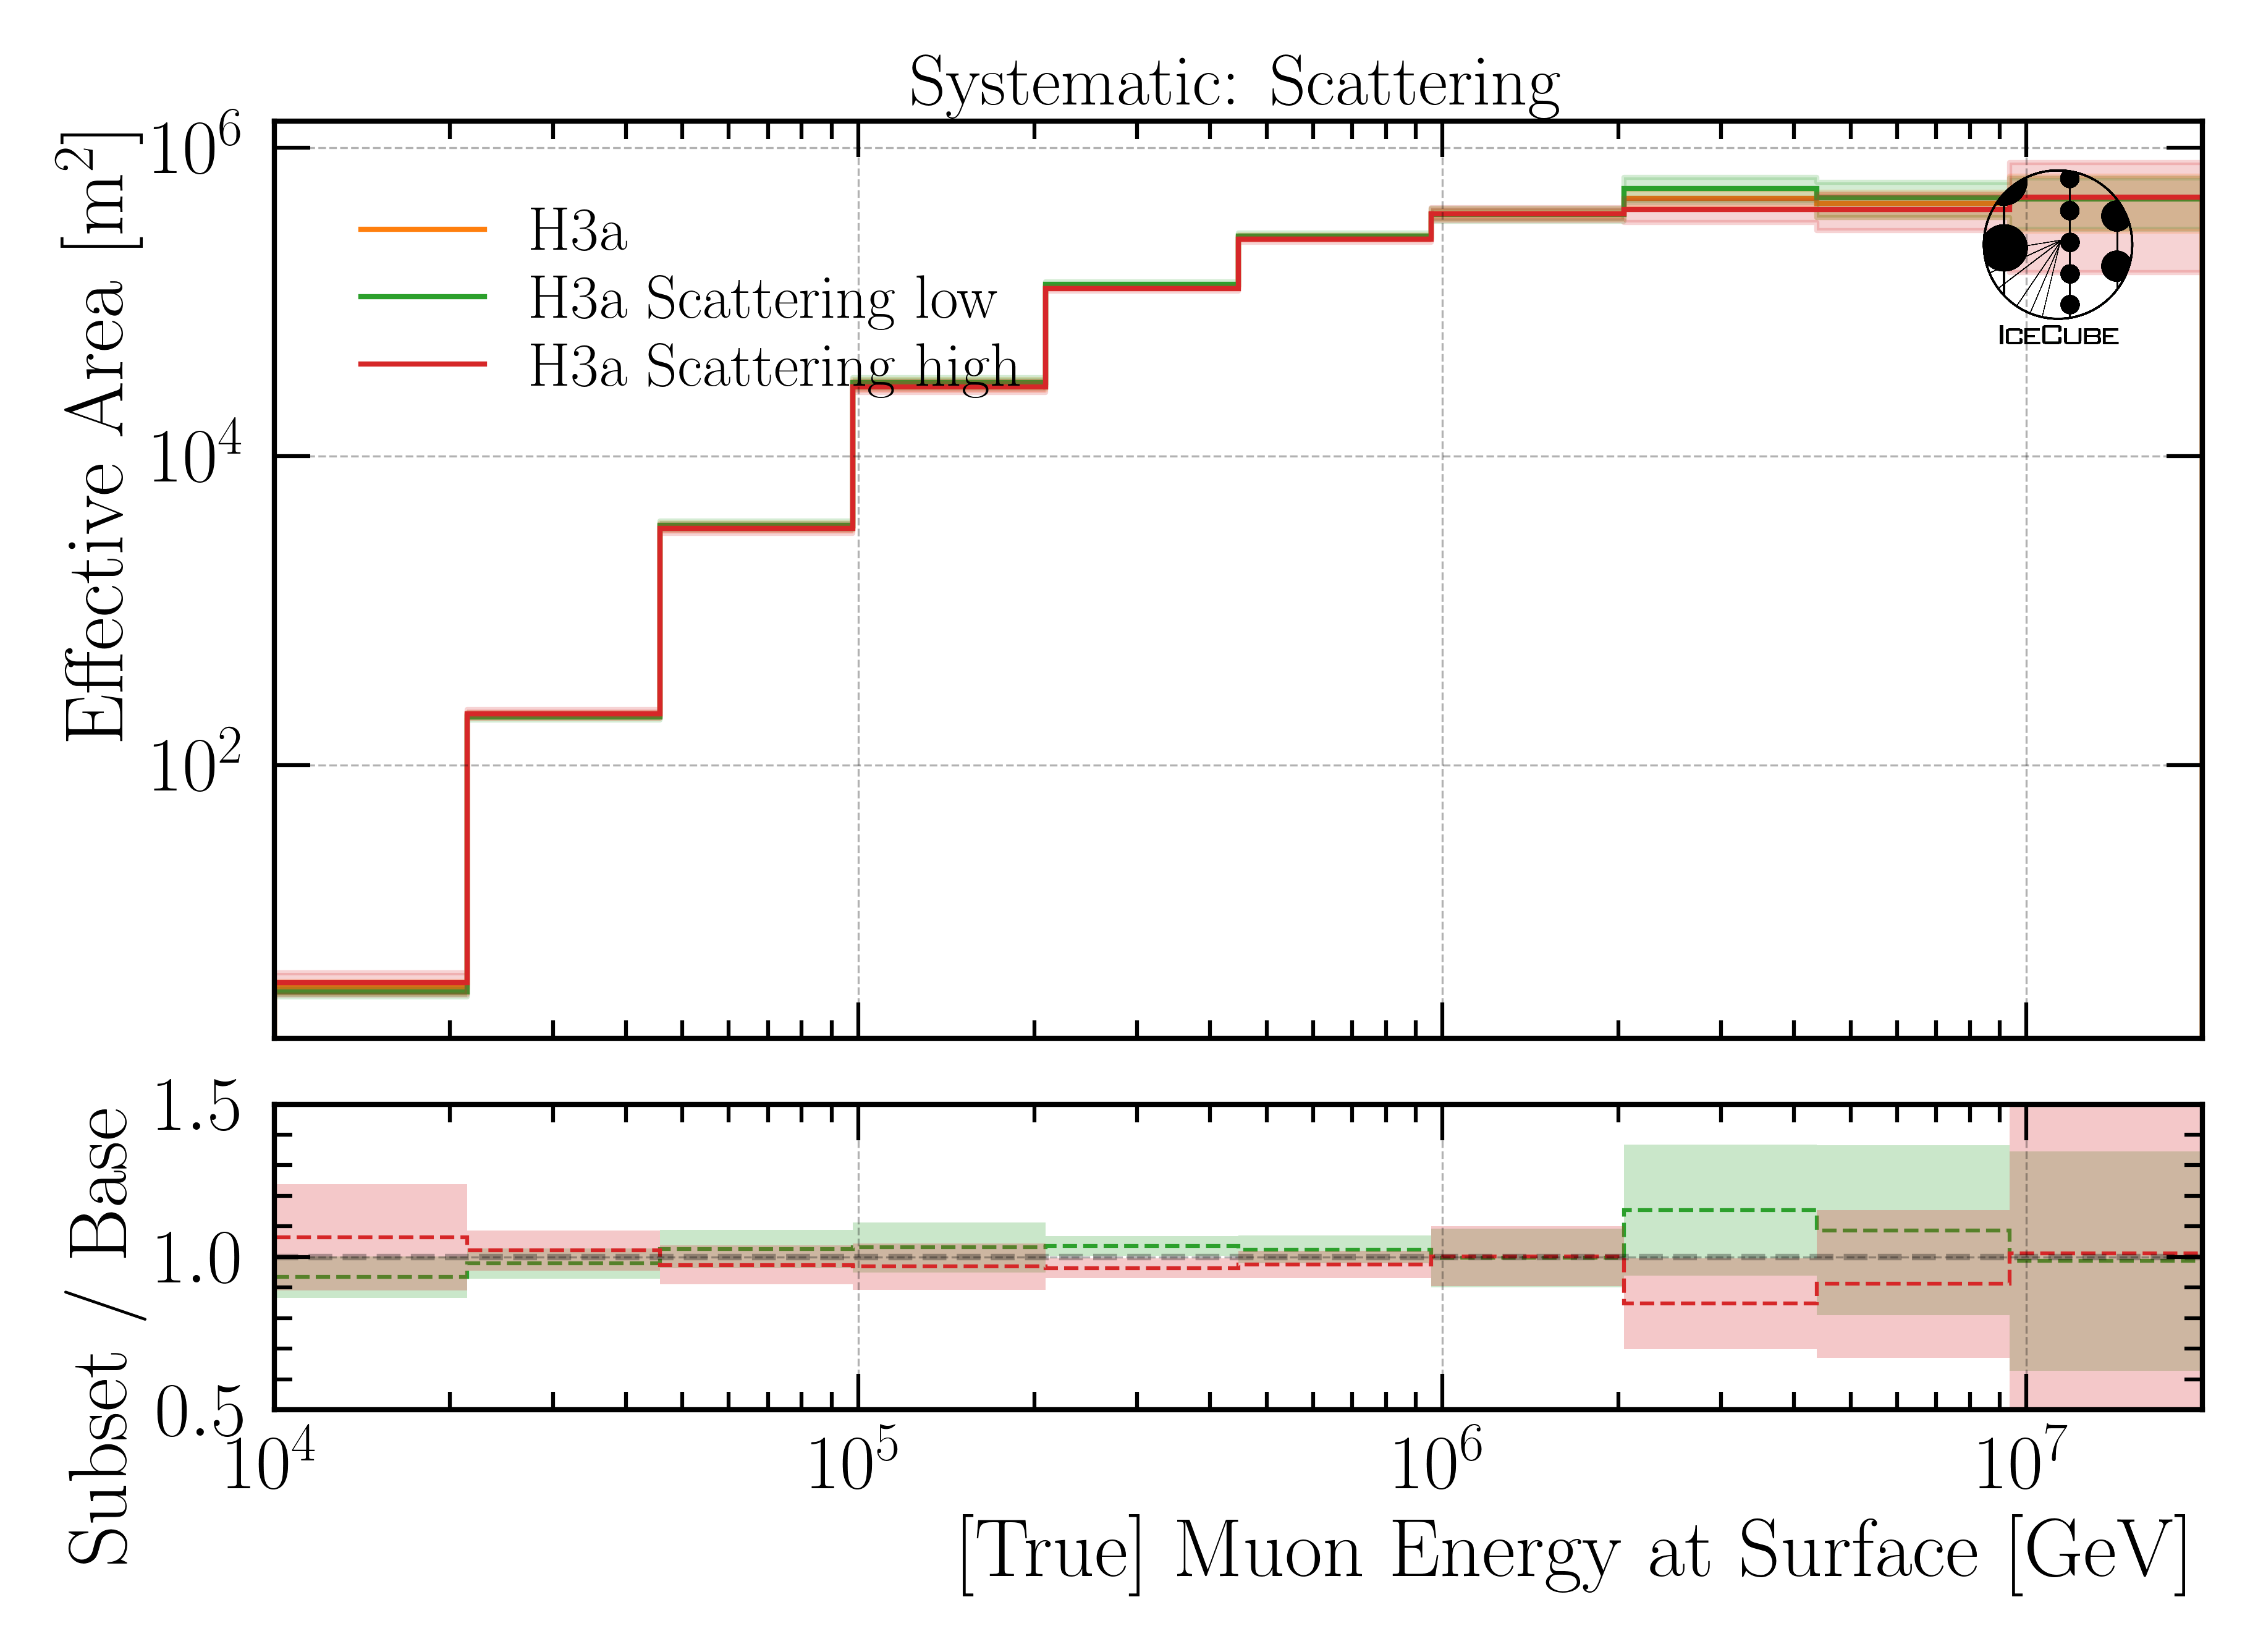 Systematic: Scattering
Effective Area [m²]
10⁶
10⁴
10²
H3a
H3a Scattering low
H3a Scattering high
ICECUBE
Subset / Base
1.5
1.0
0.5
10⁴ 10⁵ 10⁶ 10⁷
[True] Muon Energy at Surface [GeV]